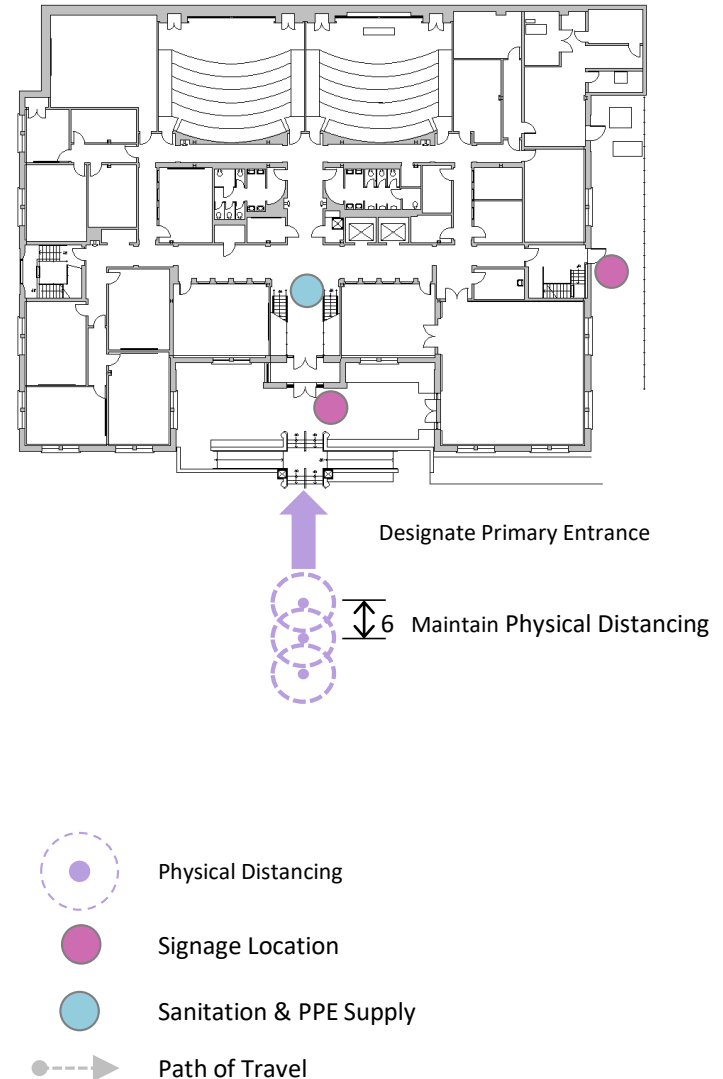 Designate Primary Entrance
6 Maintain Physical Distancing
Physical Distancing
Signage Location
Sanitation & PPE Supply
Path of Travel